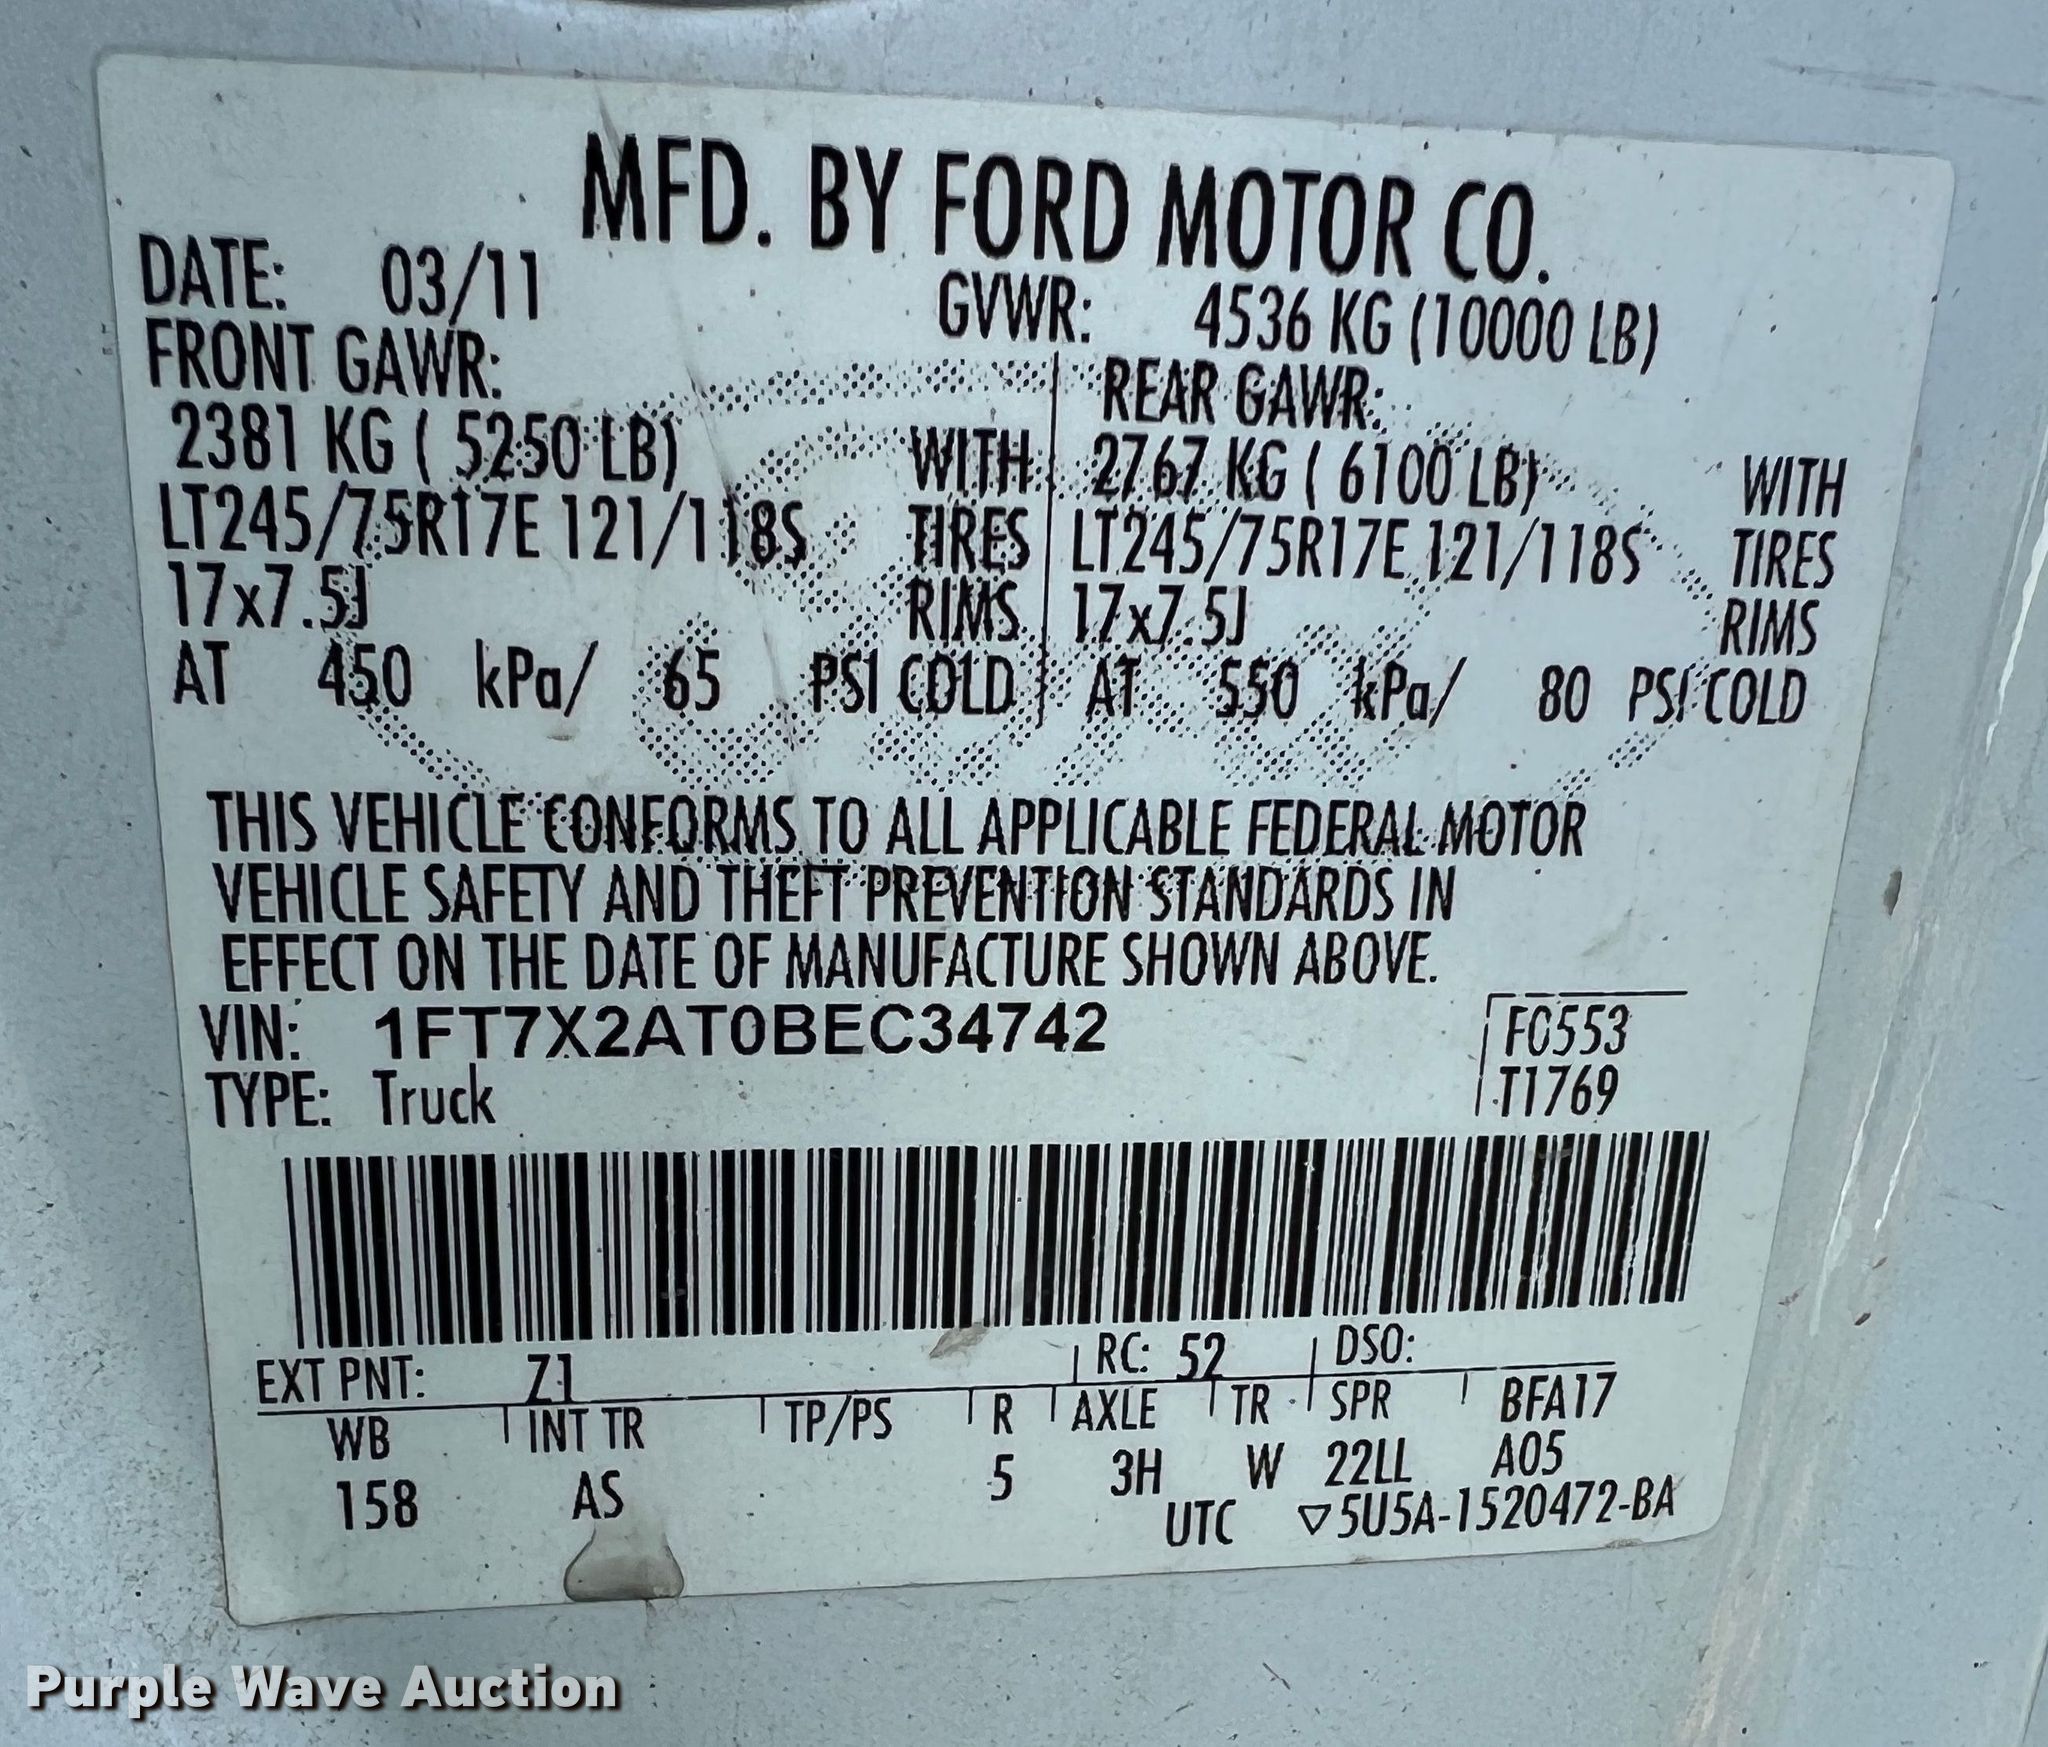 MFD. BY FORD MOTOR CO.
DATE: 03/11 GVWR: 4536 KG (10000 LB)
FRONT GAWR: REAR GAWR:
2381 KG ( 5250 LB) WITH 2767 KG ( 6100 LB) WITH
LT245/75R17E 121/118S TIRES LT245/75R17E 121/118S TIRES
17x7.5J RIMS 17x7.5J RIMS
AT 450 kPa/ 65 PSI COLD AT 550 kPa/ 80 PSI COLD
THIS VEHICLE CONFORMS TO ALL APPLICABLE FEDERAL MOTOR
VEHICLE SAFETY AND THEFT PREVENTION STANDARDS IN
EFFECT ON THE DATE OF MANUFACTURE SHOWN ABOVE.
VIN: 1FT7X2AT0BEC34742 F0553
TYPE: Truck T1769
EXT PNT: Z1 RC: 52 DSO:
WB INT TR TP/PS R AXLE TR SPR BFA17
158 AS 5 3H W 22LL A05
UTC ▽5U5A-1520472-BA
Purple Wave Auction